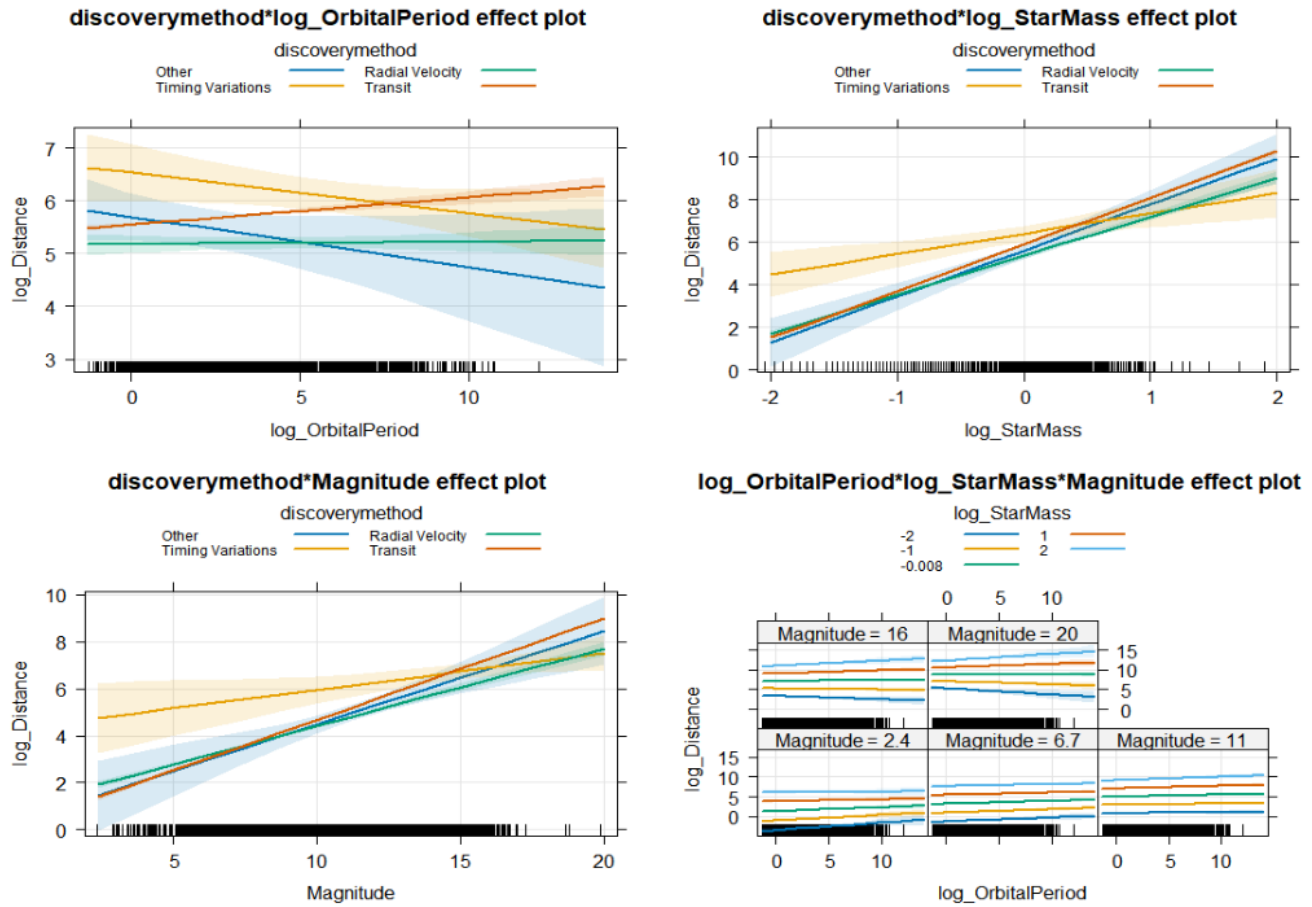 discoverymethod*log_OrbitalPeriod effect plot
discoverymethod
Other Radial Velocity
Timing Variations Transit
7
6
5
4
3
log_Distance
0 5 10
log_OrbitalPeriod
discoverymethod*log_StarMass effect plot
discoverymethod
Other Radial Velocity
Timing Variations Transit
10
8
6
4
2
0
log_Distance
-2 -1 0 1 2
log_StarMass
discoverymethod*Magnitude effect plot
discoverymethod
Other Radial Velocity
Timing Variations Transit
10
8
6
4
2
0
log_Distance
5 10 15 20
Magnitude
log_OrbitalPeriod*log_StarMass*Magnitude effect plot
log_StarMass
-2 1
-1 2
-0.008
0 5 10
Magnitude = 16 Magnitude = 20
15
10
5
0
Magnitude = 2.4 Magnitude = 6.7 Magnitude = 11
15
10
5
0
log_Distance
0 5 10 0 5 10
log_OrbitalPeriod